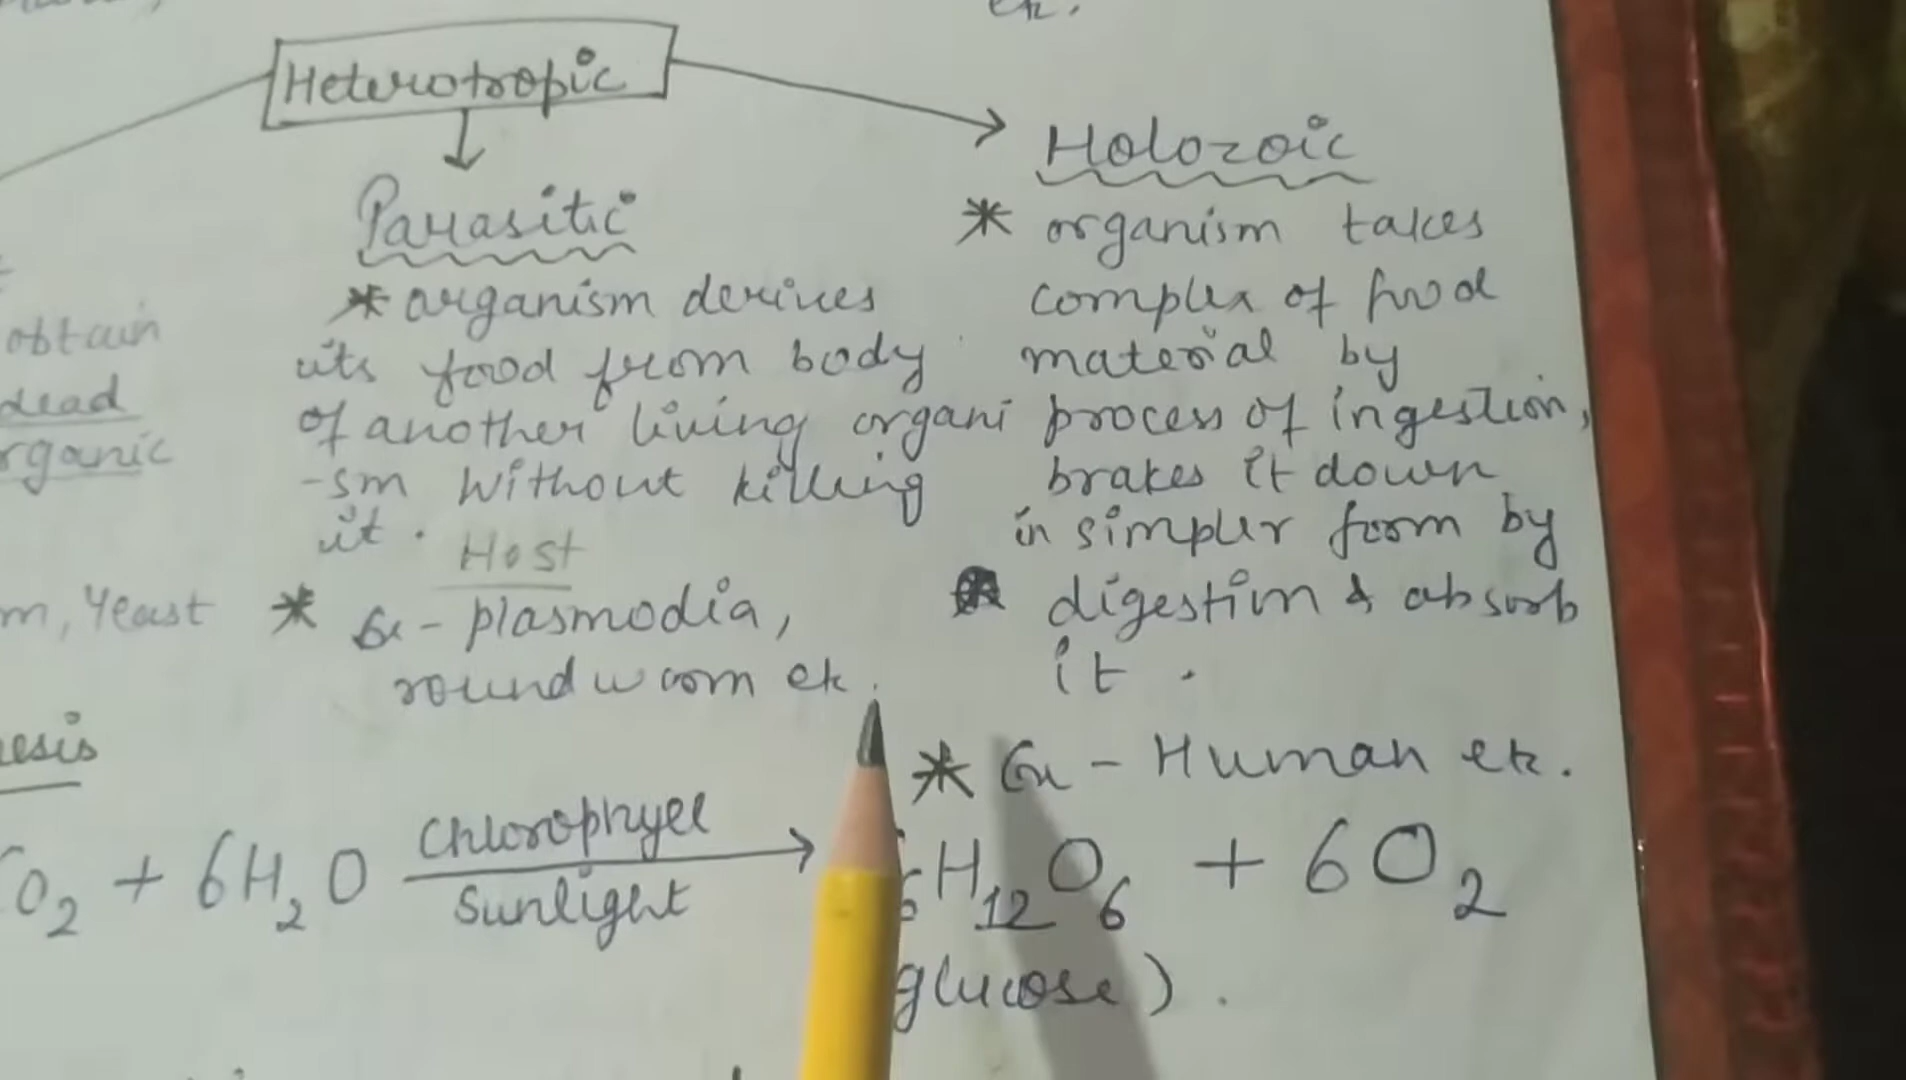 etc.
Heterotropic
Parasitic
* organism derives
its food from body
of another living organi
-sm without killing
it.
Host
* Ex - plasmodia,
roundworm etc.
Holozoic
* organism takes
complex of food
material by
process of ingestion,
brakes it down
in simpler form by
digestion & absorb
it.
* Ex - Human etc.
obtain
dead
rganic
m, Yeast
esis
O2 + 6H2O Chlorophyll Sunlight → 6H12O6 + 6O2
glucose).